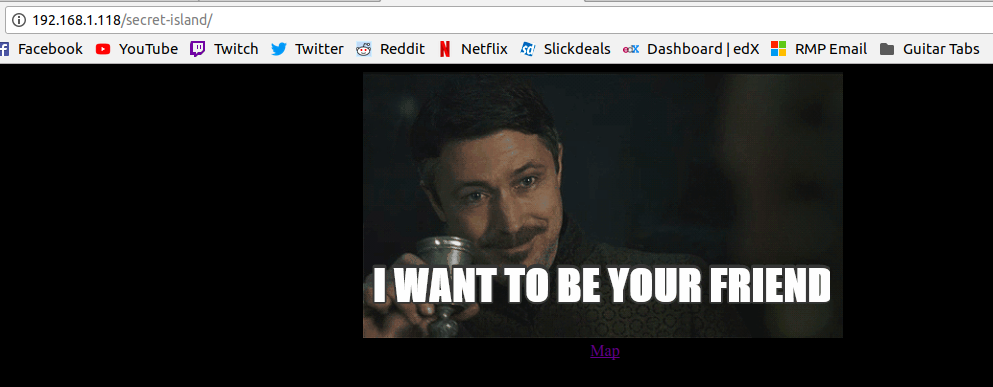 192.168.1.118/secret-island/
Facebook YouTube Twitch Twitter Reddit Netflix Slickdeals edX Dashboard | edX RMP Email Guitar Tabs
I WANT TO BE YOUR FRIEND
Map